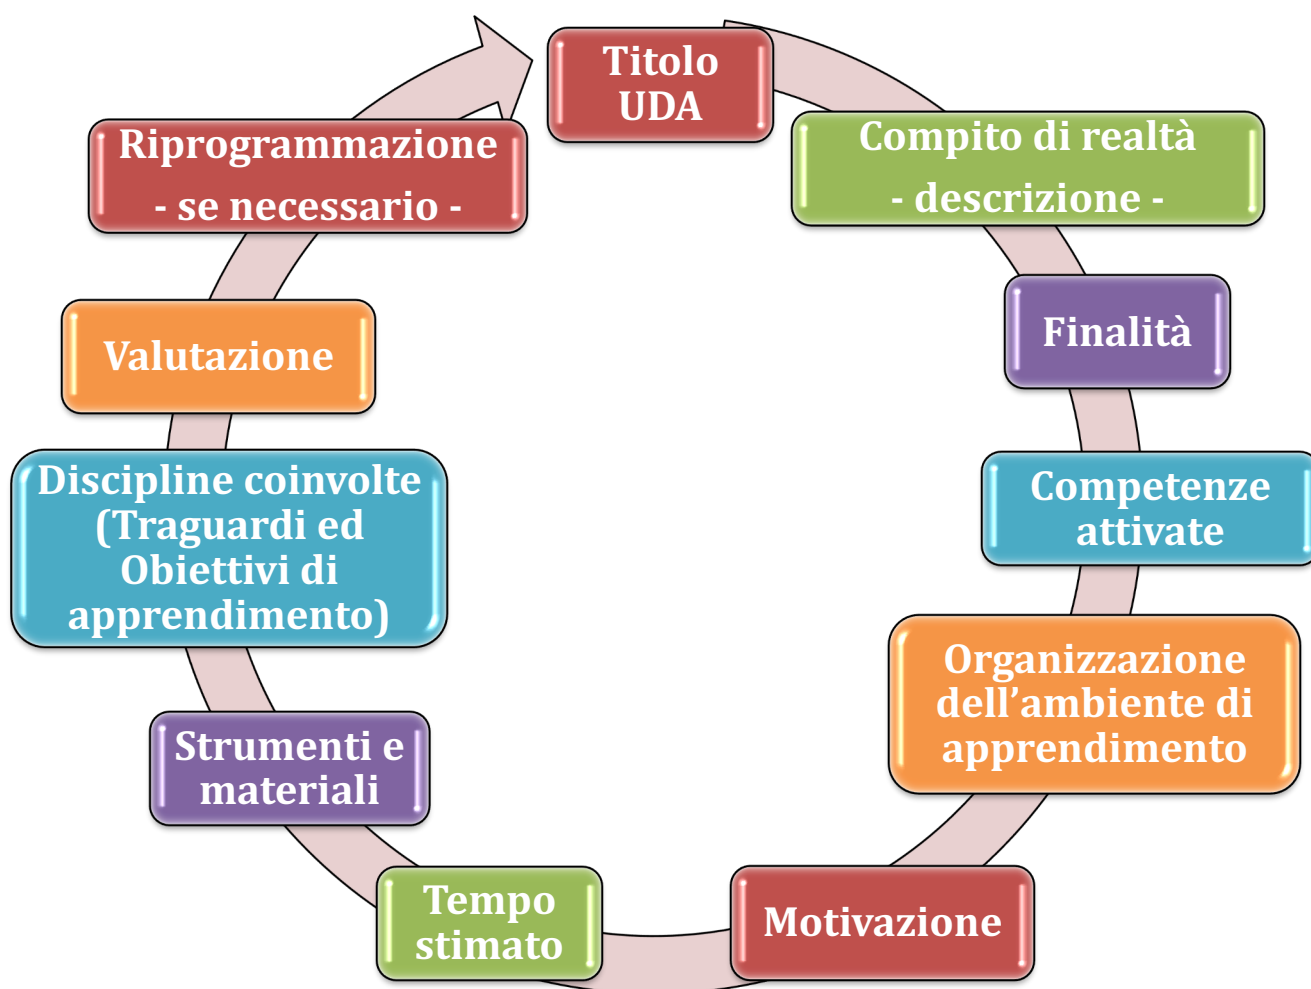 Titolo
UDA
Compito di realtà
- descrizione -
Finalità
Competenze
attivate
Organizzazione
dell’ambiente di
apprendimento
Motivazione
Tempo
stimato
Strumenti e
materiali
Discipline coinvolte
(Traguardi ed
Obiettivi di
apprendimento)
Valutazione
Riprogrammazione
- se necessario -